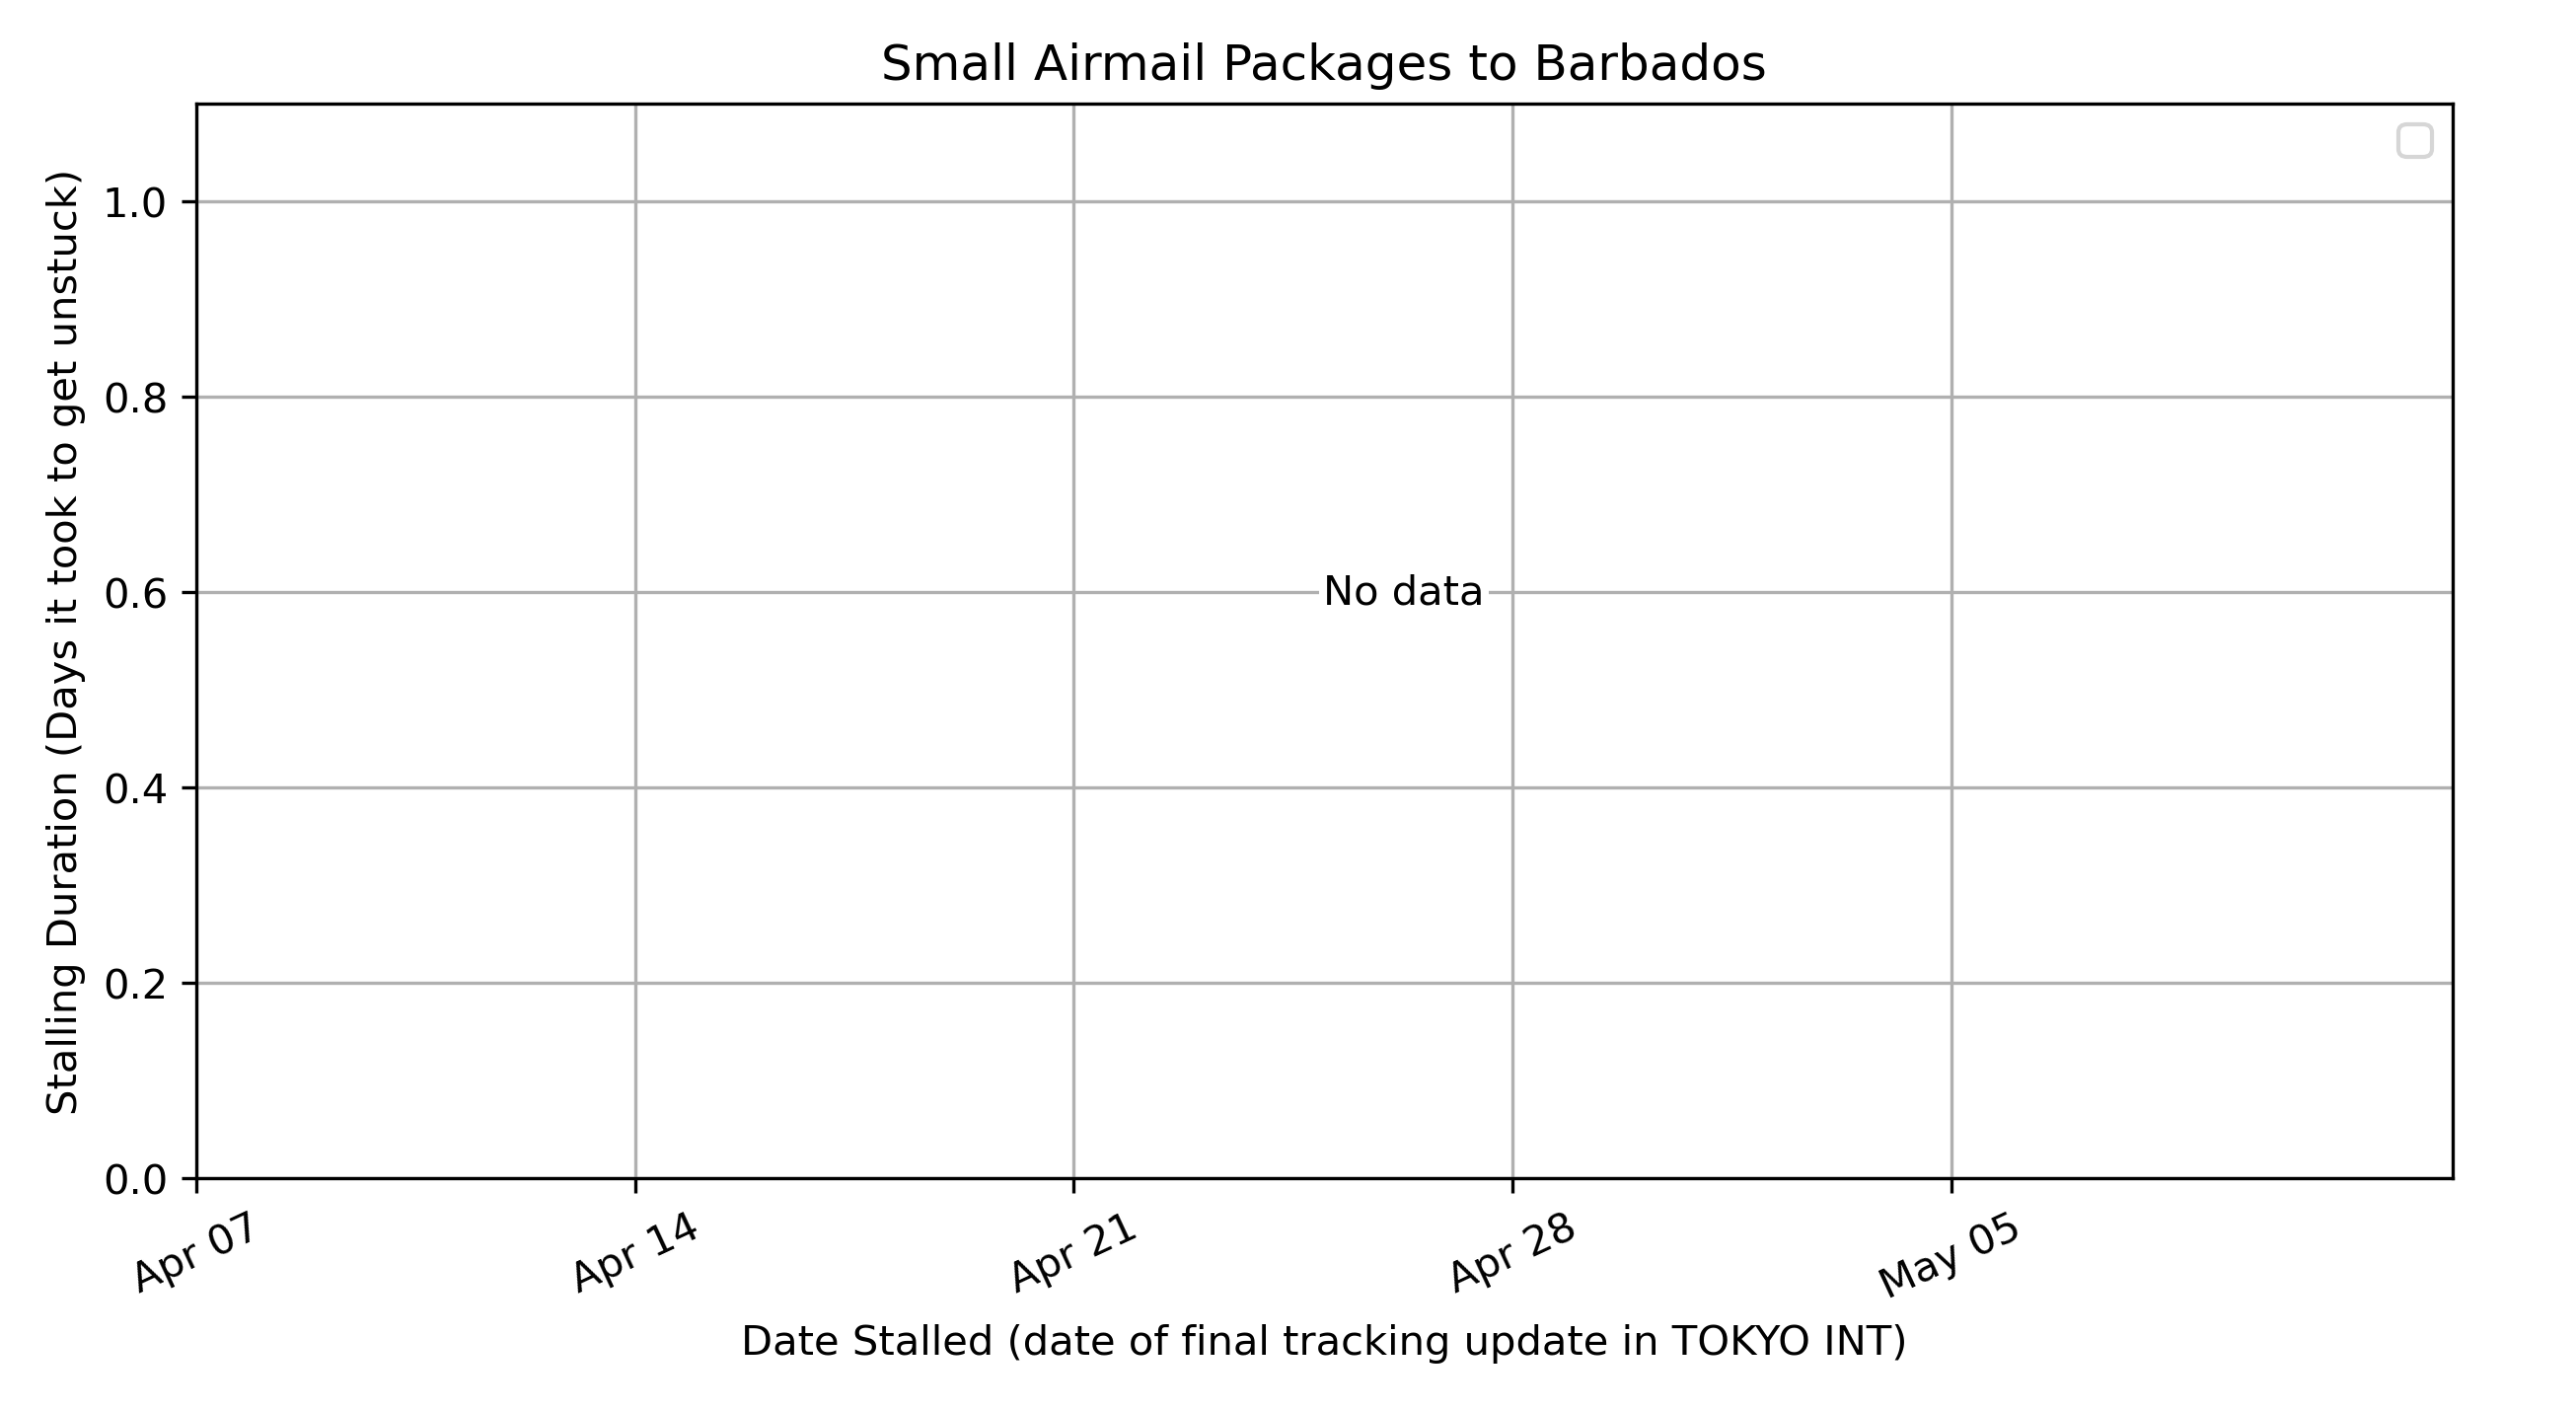 Small Airmail Packages to Barbados
Stalling Duration (Days it took to get unstuck)
1.0
0.8
0.6
0.4
0.2
0.0
No data
Apr 07
Apr 14
Apr 21
Apr 28
May 05
Date Stalled (date of final tracking update in TOKYO INT)